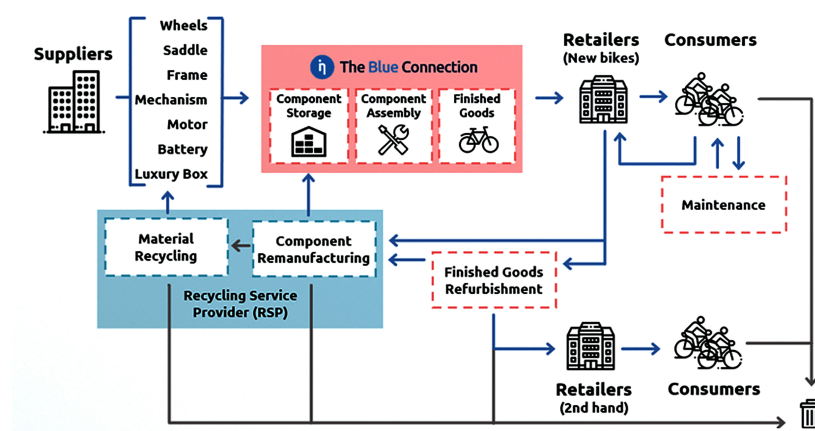 Suppliers
Wheels
Saddle
Frame
Mechanism
Motor
Battery
Luxury Box
The Blue Connection
Component
Storage
Component
Assembly
Finished
Goods
Retailers
(New bikes)
Consumers
Maintenance
Material
Recycling
Component
Remanufacturing
Recycling Service
Provider (RSP)
Finished Goods
Refurbishment
Retailers
(2nd hand)
Consumers